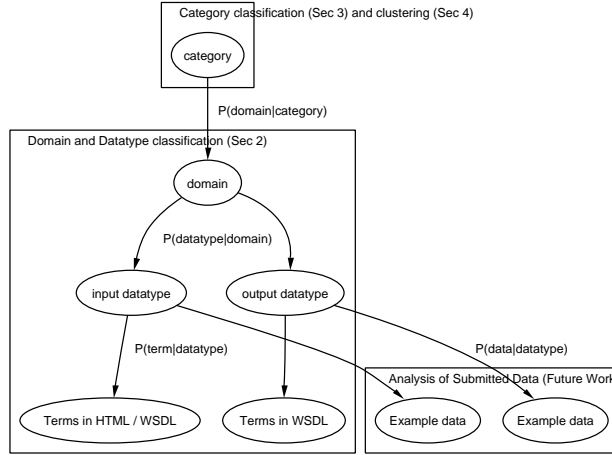 Category classification (Sec 3) and clustering (Sec 4)
category
P(domain|category)
Domain and Datatype classification (Sec 2)
domain
P(datatype|domain)
input datatype
output datatype
P(term|datatype)
P(data|datatype)
Analysis of Submitted Data (Future Work
Terms in HTML / WSDL
Terms in WSDL
Example data
Example data